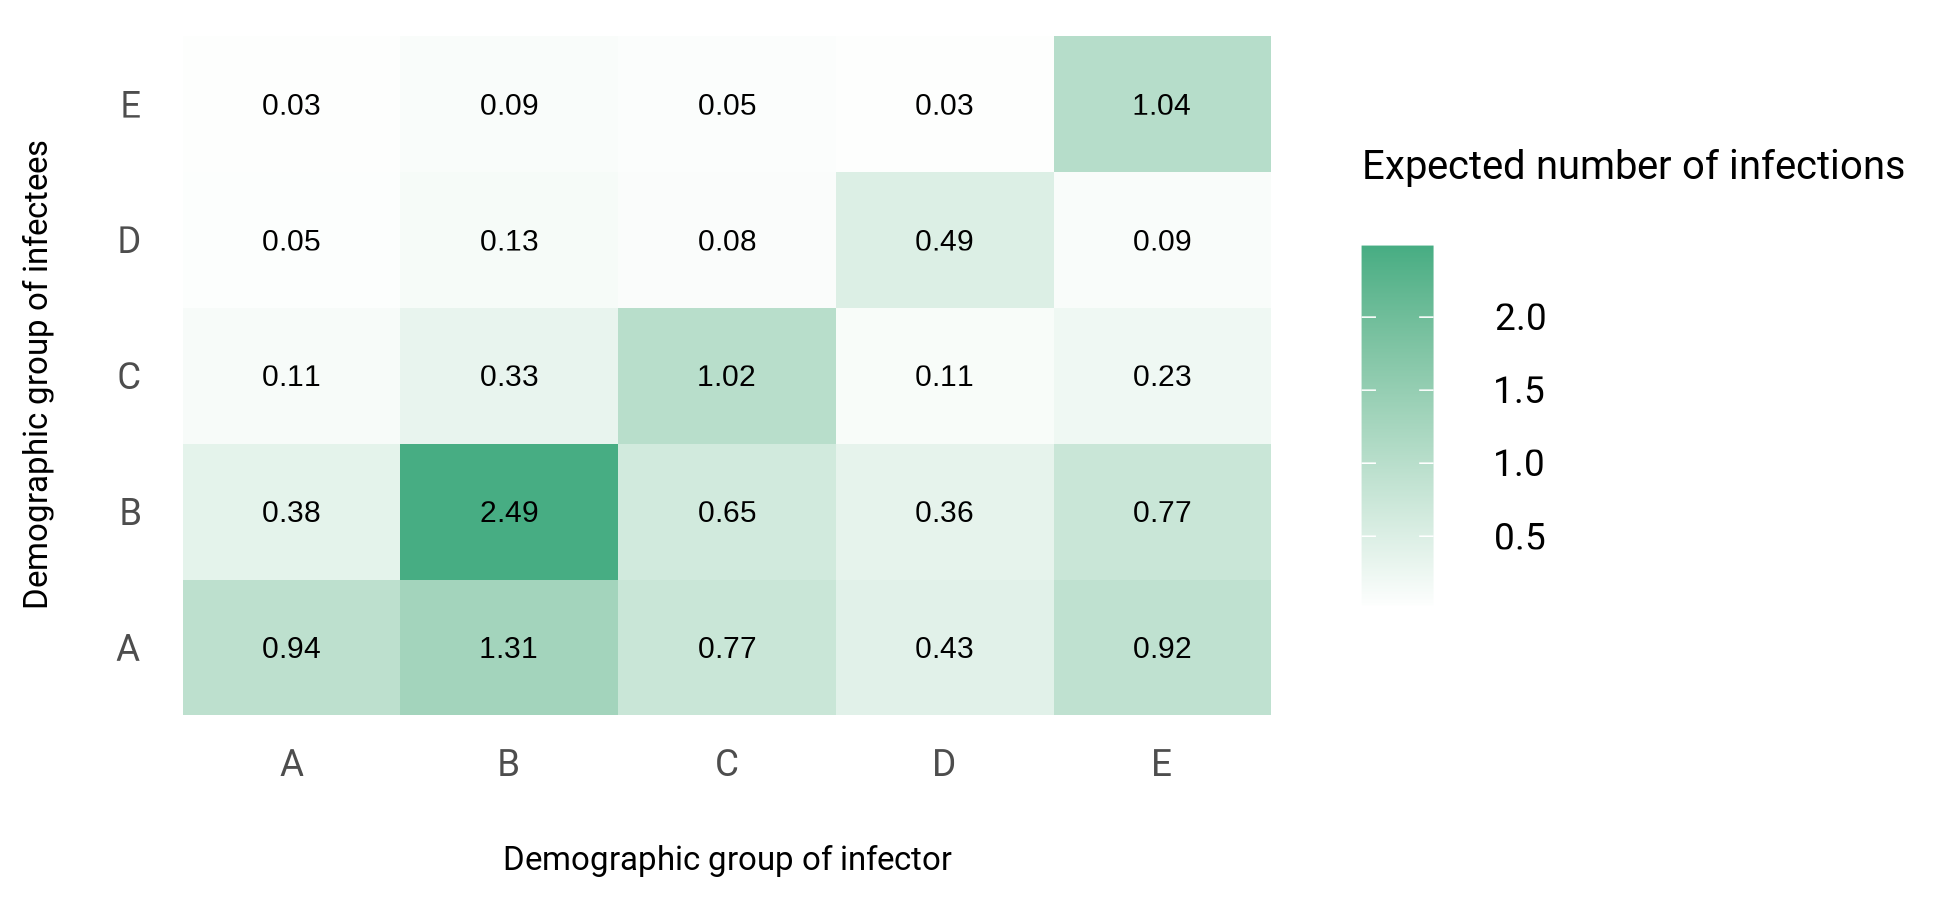 E
0.03 0.09 0.05 0.03 1.04
D
0.05 0.13 0.08 0.49 0.09
C
0.11 0.33 1.02 0.11 0.23
B
0.38 2.49 0.65 0.36 0.77
A
0.94 1.31 0.77 0.43 0.92
A B C D E
Demographic group of infector
Demographic group of infectees
Expected number of infections
2.0
1.5
1.0
0.5